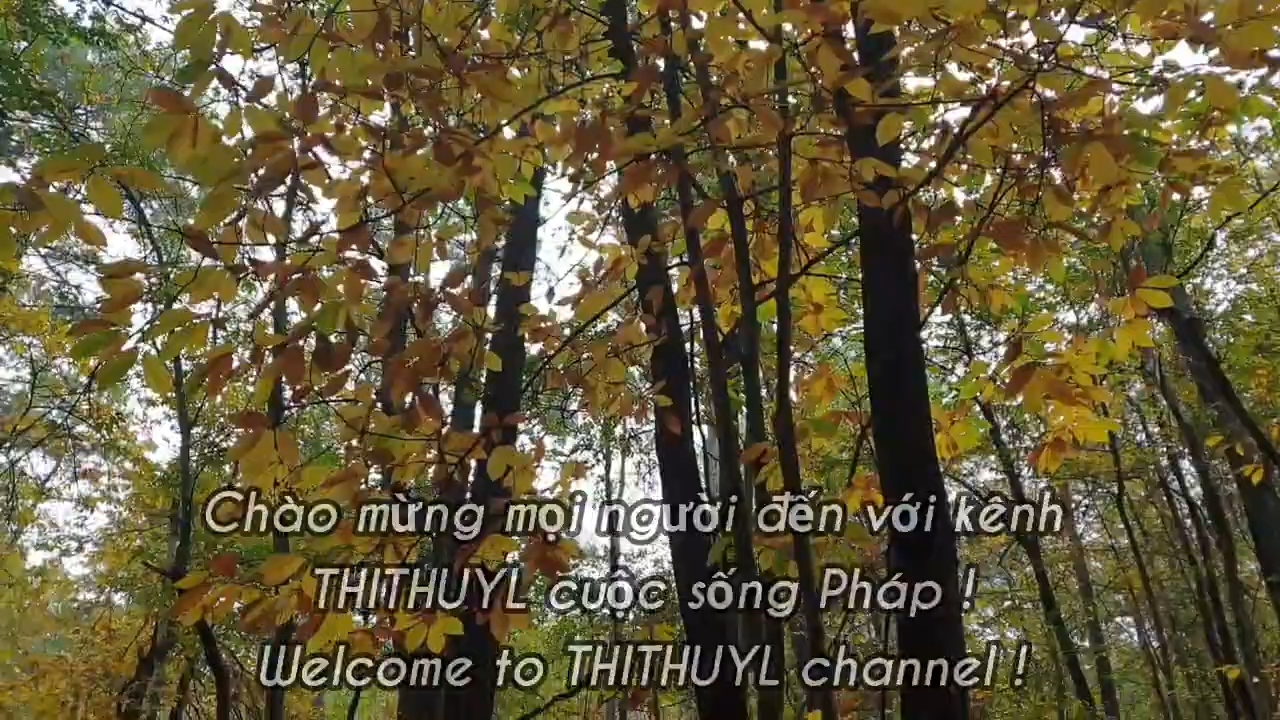 Chào mừng mọi người đến với kênh
THITHUYL cuộc sống Pháp !
Welcome to THITHUYL channel !